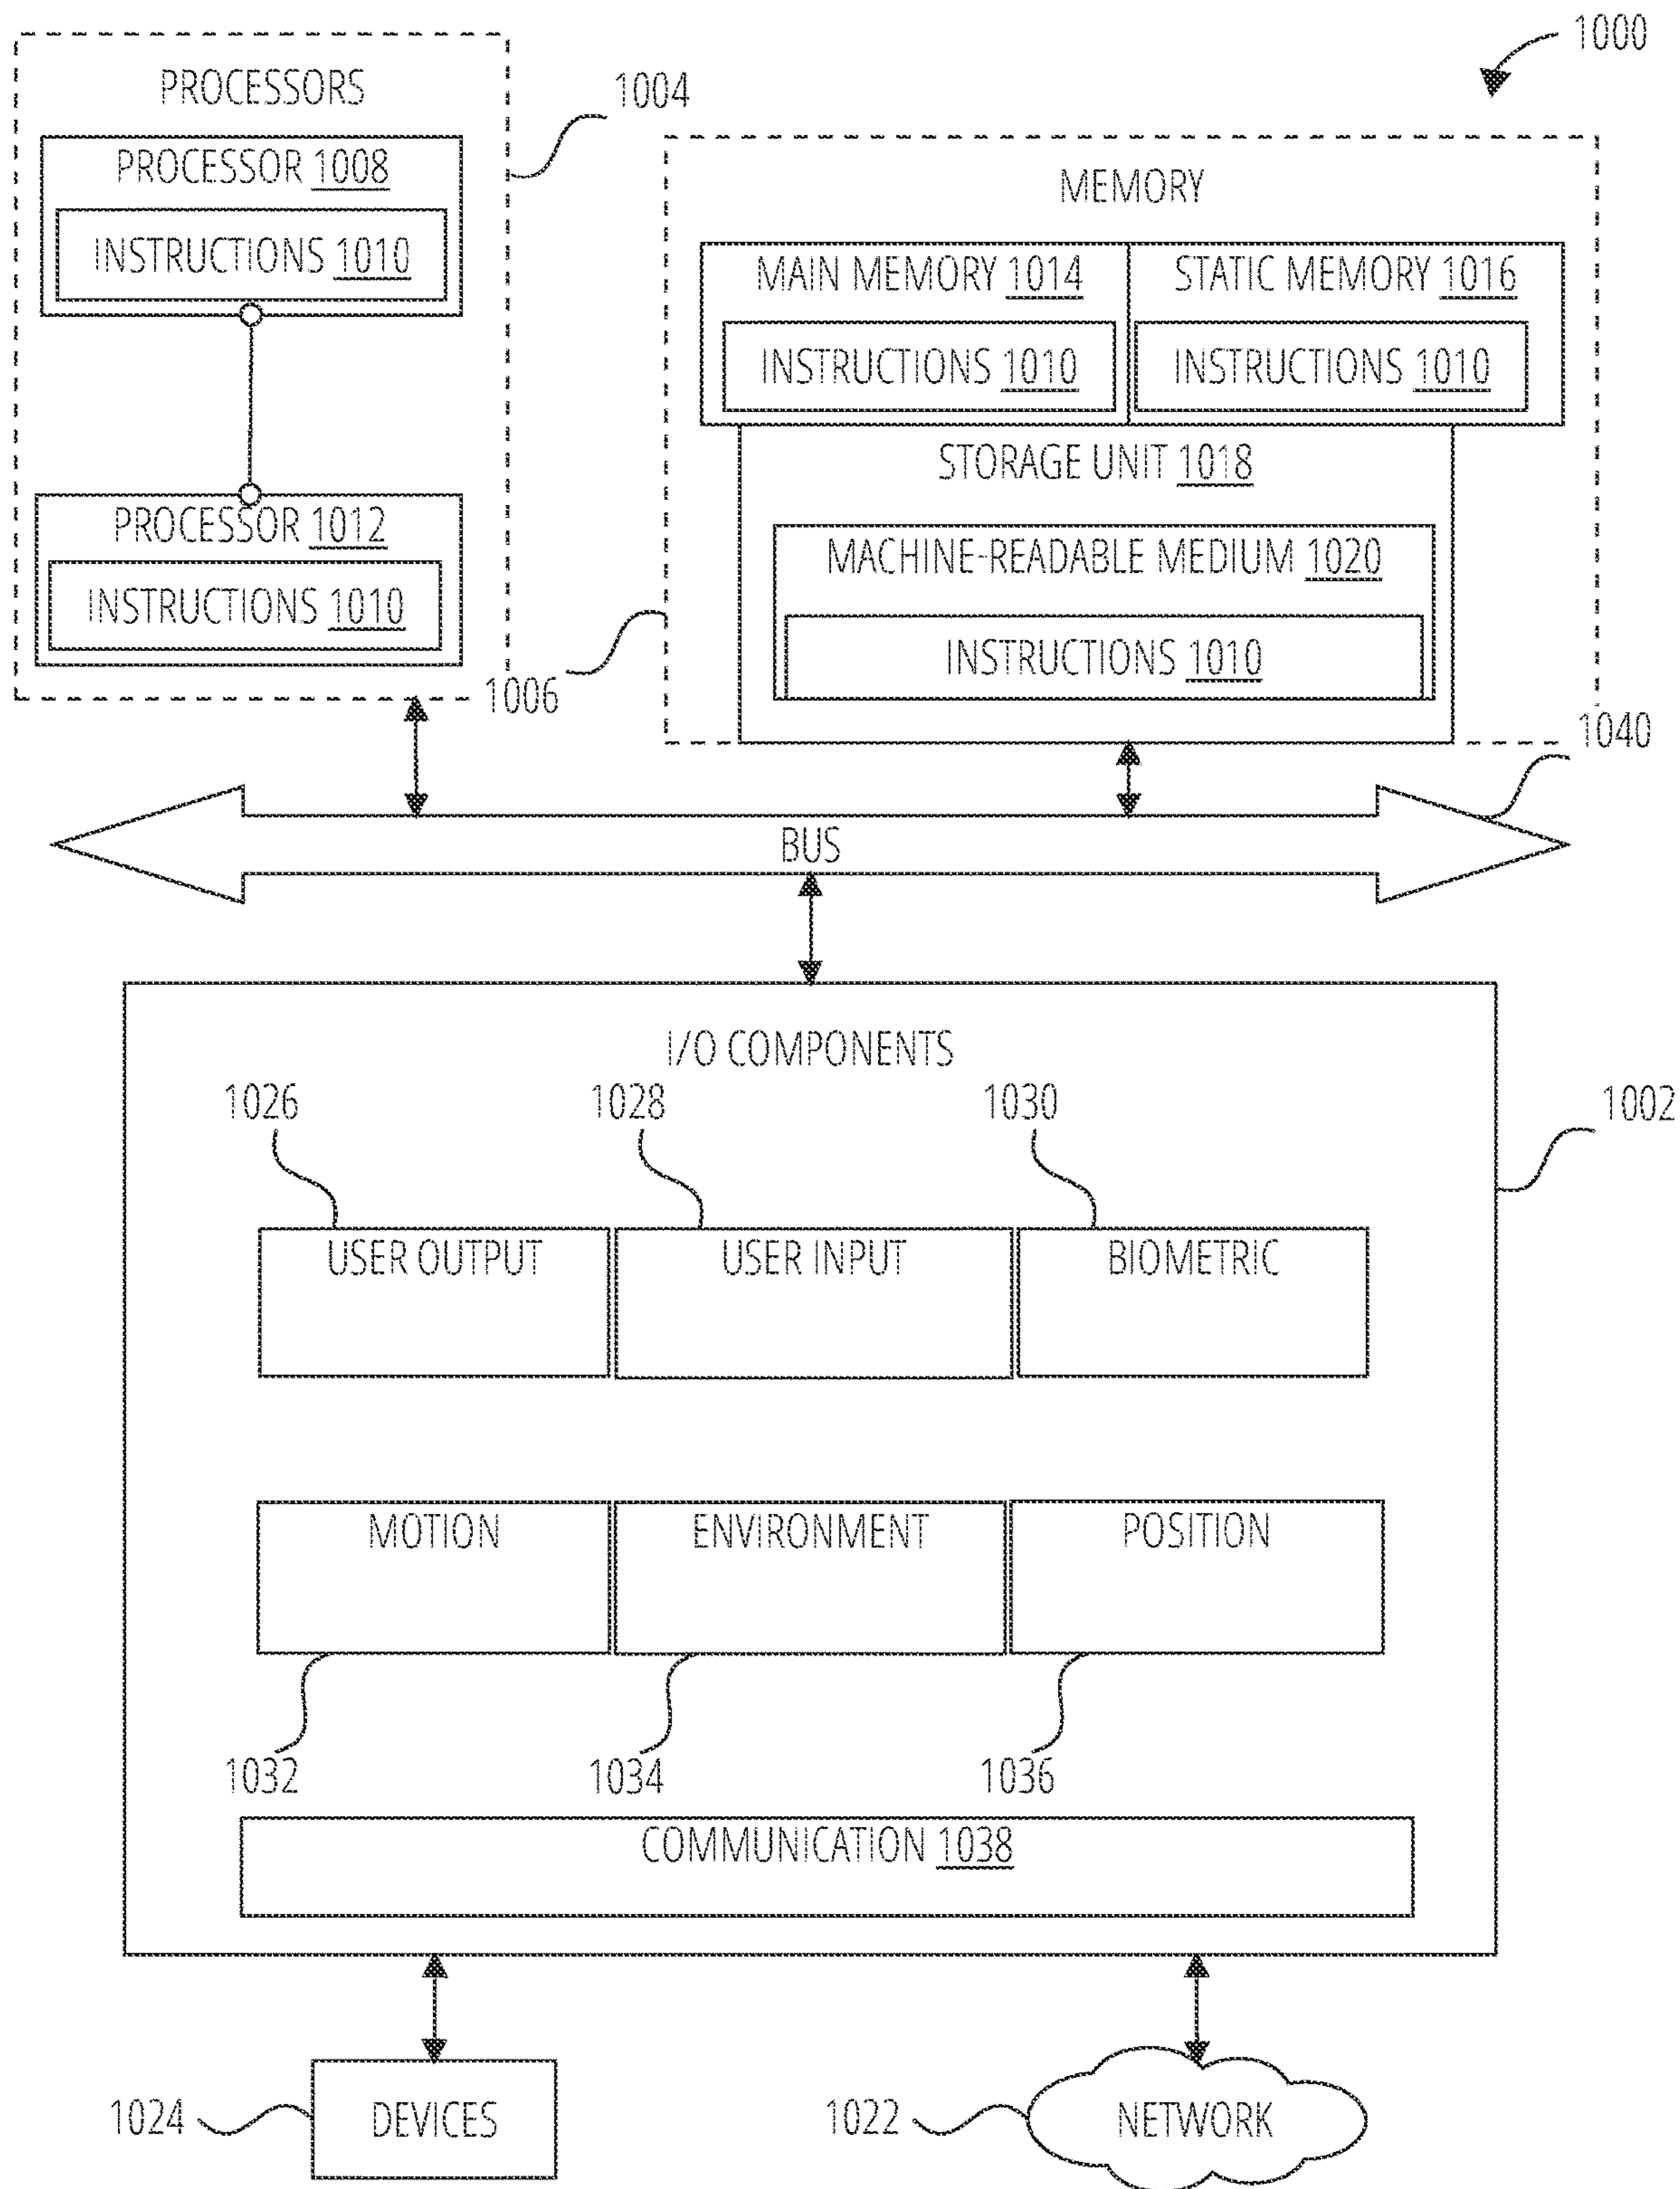 1000
PROCESSORS
1004
PROCESSOR 1008
INSTRUCTIONS 1010
MEMORY
MAIN MEMORY 1014
STATIC MEMORY 1016
INSTRUCTIONS 1010
INSTRUCTIONS 1010
STORAGE UNIT 1018
PROCESSOR 1012
INSTRUCTIONS 1010
MACHINE-READABLE MEDIUM 1020
INSTRUCTIONS 1010
1006
1040
BUS
I/O COMPONENTS
1026
1028
1030
1002
USER OUTPUT
USER INPUT
BIOMETRIC
MOTION
ENVIRONMENT
POSITION
1032
1034
1036
COMMUNICATION 1038
1024
DEVICES
1022
NETWORK